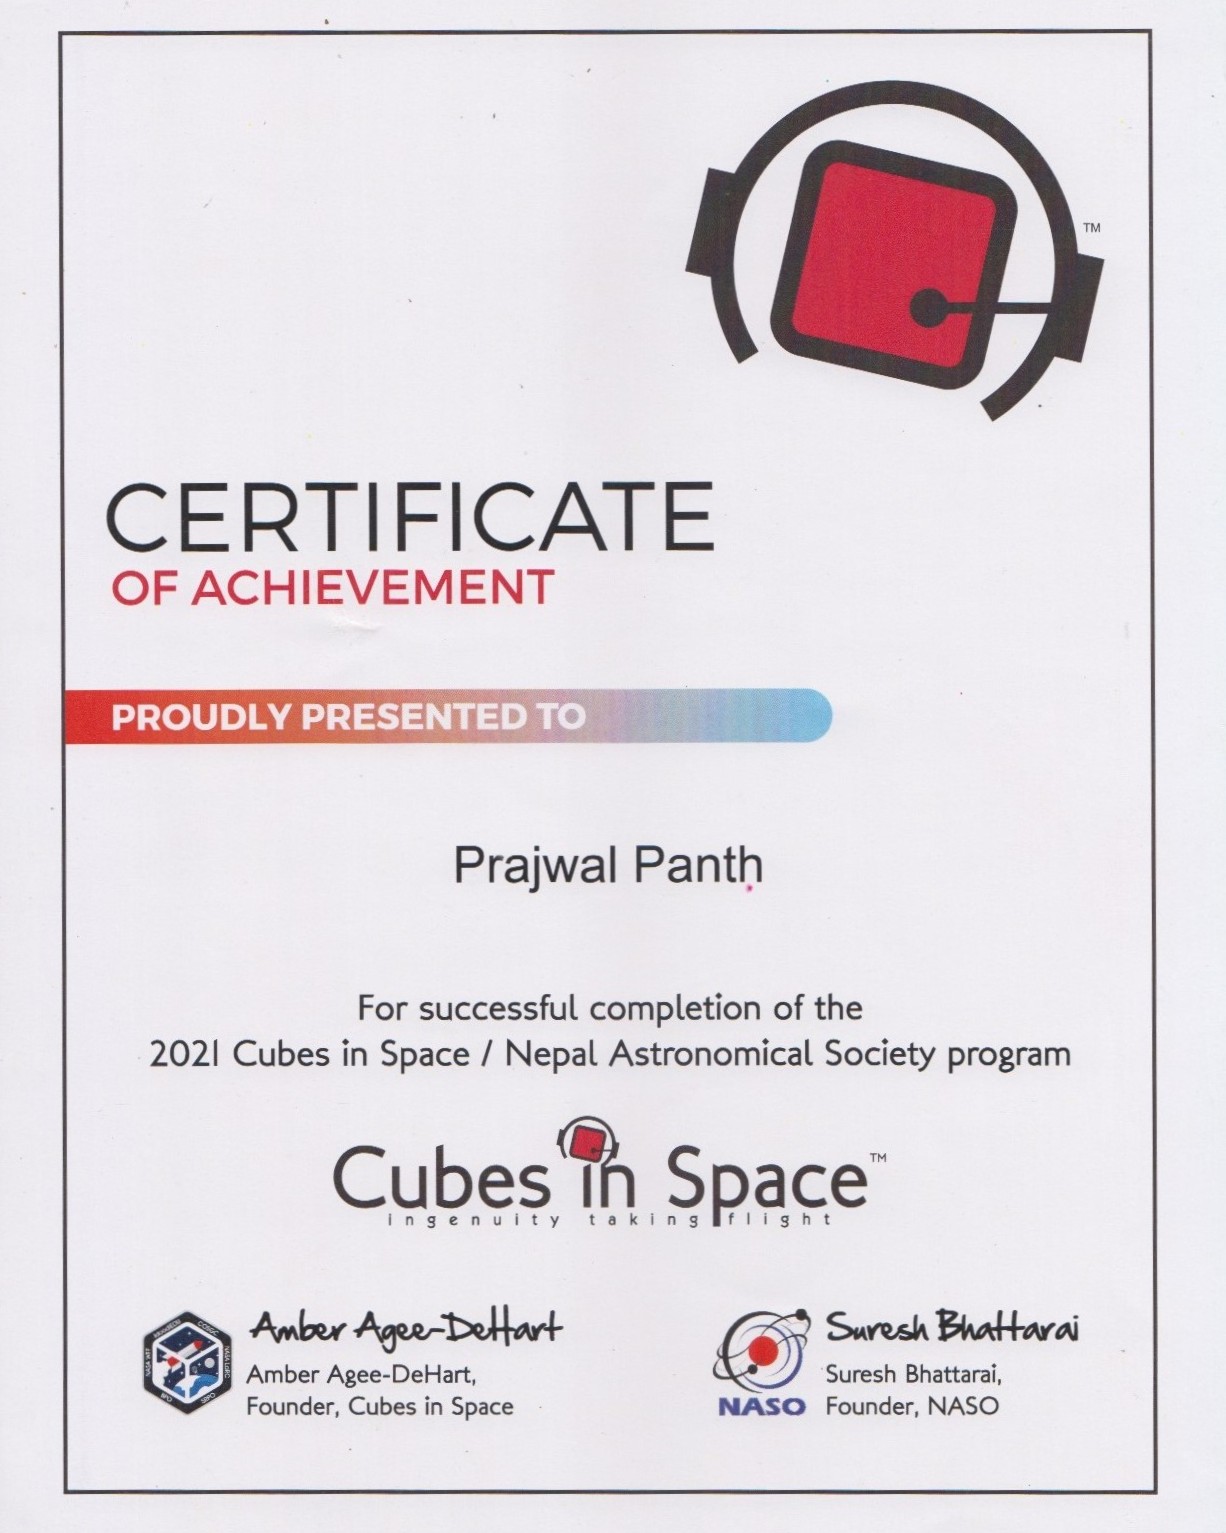 TM
CERTIFICATE
OF ACHIEVEMENT
PROUDLY PRESENTED TO
Prajwal Panth
For successful completion of the
2021 Cubes in Space / Nepal Astronomical Society program
Cubes in Space™
ingenuity taking flight
Amber Agee-DeHart
Amber Agee-DeHart,
Founder, Cubes in Space
NASO
Suresh Bhattarai
Suresh Bhattarai,
Founder, NASO